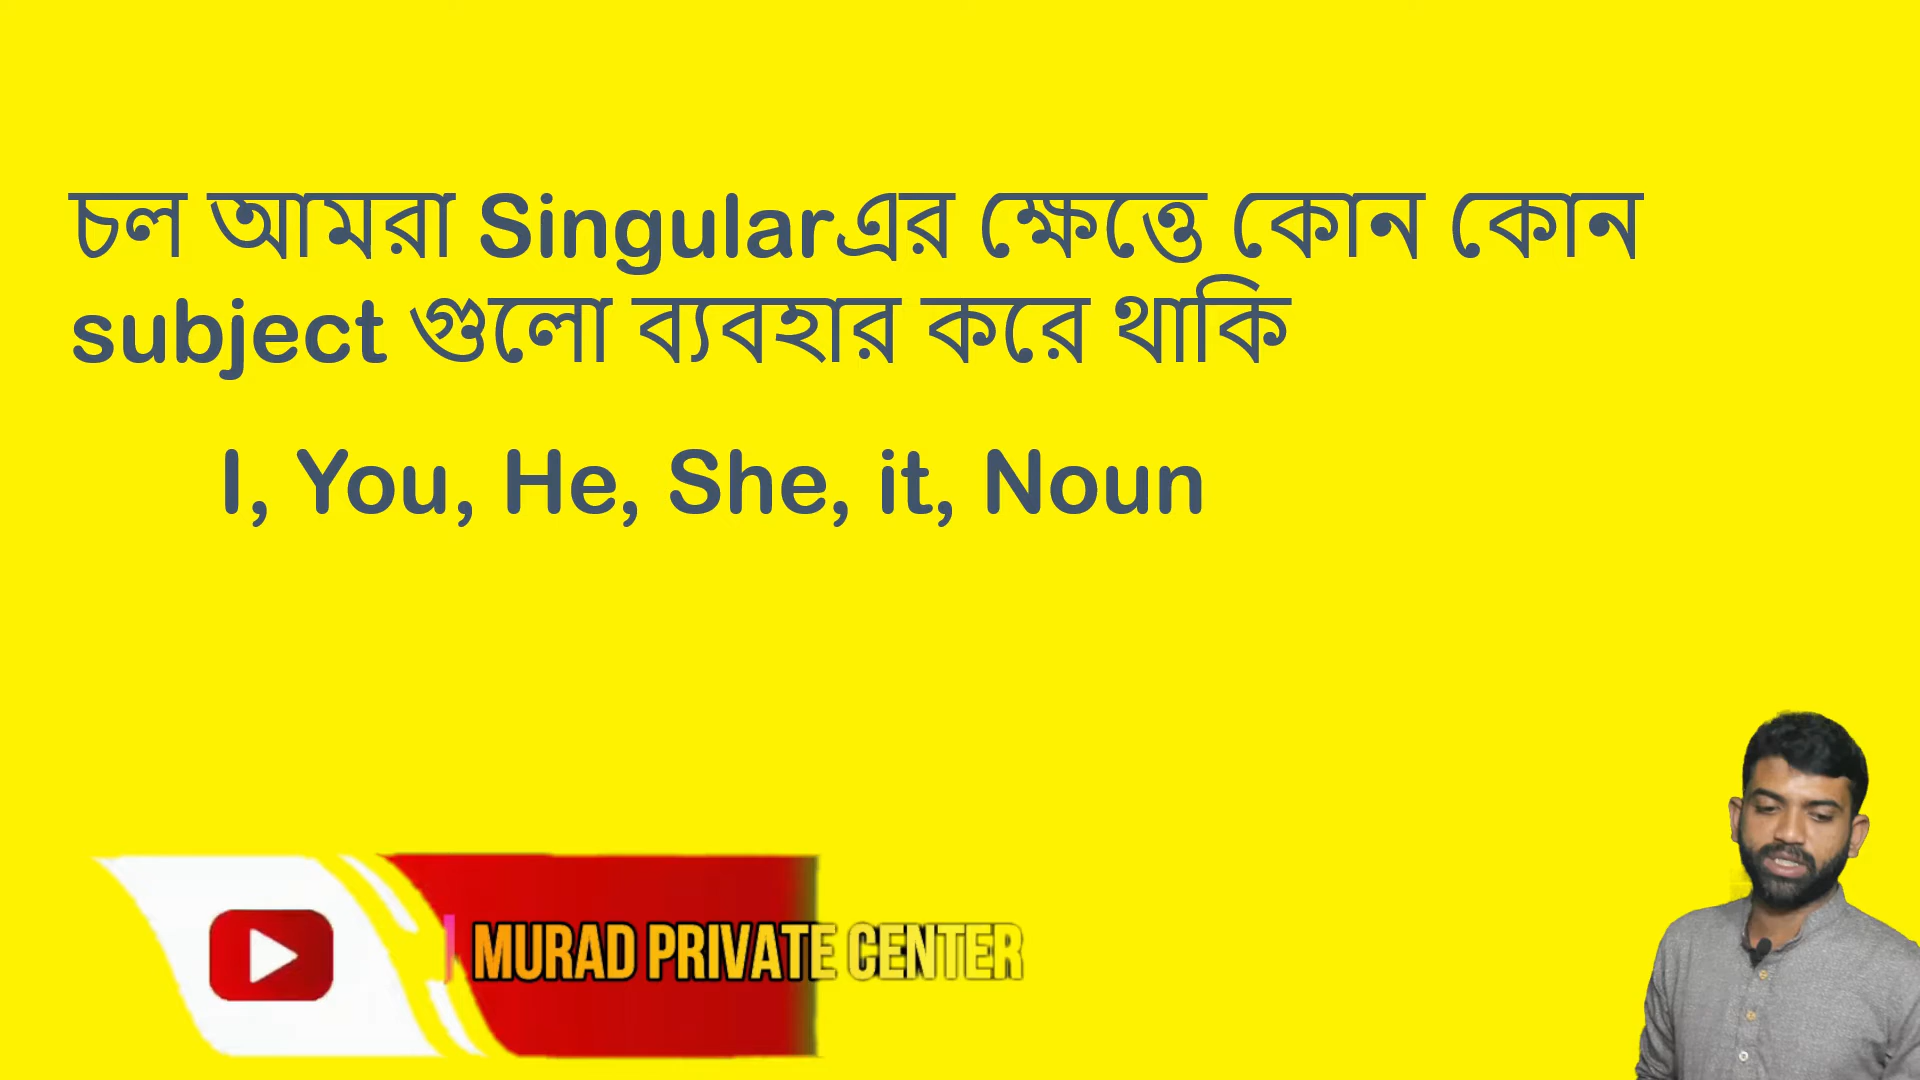 চল আমরা Singularএর ক্ষেত্তে কোন কোন
subject গুলো ব্যবহার করে থাকি
I, You, He, She, it, Noun
MURAD PRIVATE CENTER